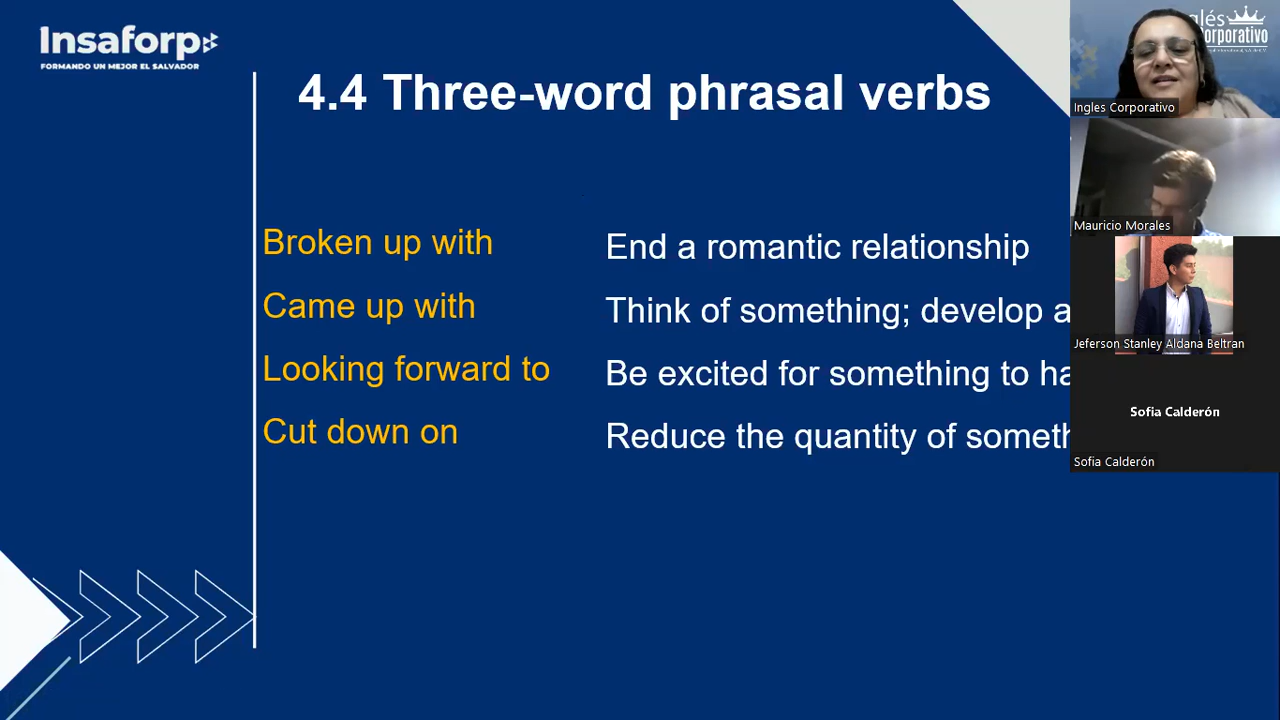 Insaforp
FORMANDO UN MEJOR EL SALVADOR
4.4 Three-word phrasal verbs
Broken up with
End a romantic relationship
Came up with
Think of something; develop a
Looking forward to
Be excited for something to ha
Cut down on
Reduce the quantity of someth
glés
orporativo
Ingles Corporativo
Mauricio Morales
Jeferson Stanley Aldana Beltran
Sofia Calderón
Sofia Calderón